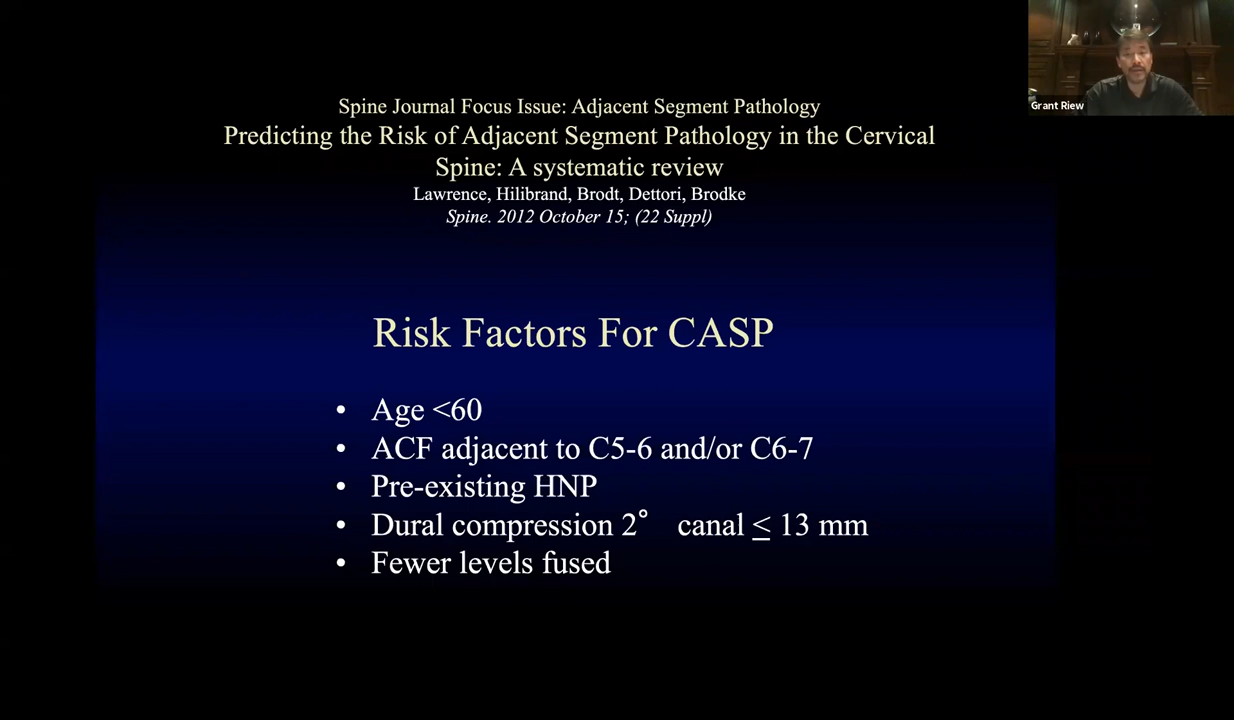 Spine Journal Focus Issue: Adjacent Segment Pathology
Predicting the Risk of Adjacent Segment Pathology in the Cervical
Spine: A systematic review
Lawrence, Hilibrand, Brodt, Dettori, Brodke
Spine. 2012 October 15; (22 Suppl)
Grant Riew
Risk Factors For CASP
• Age <60
• ACF adjacent to C5-6 and/or C6-7
• Pre-existing HNP
• Dural compression 2° canal ≤ 13 mm
• Fewer levels fused